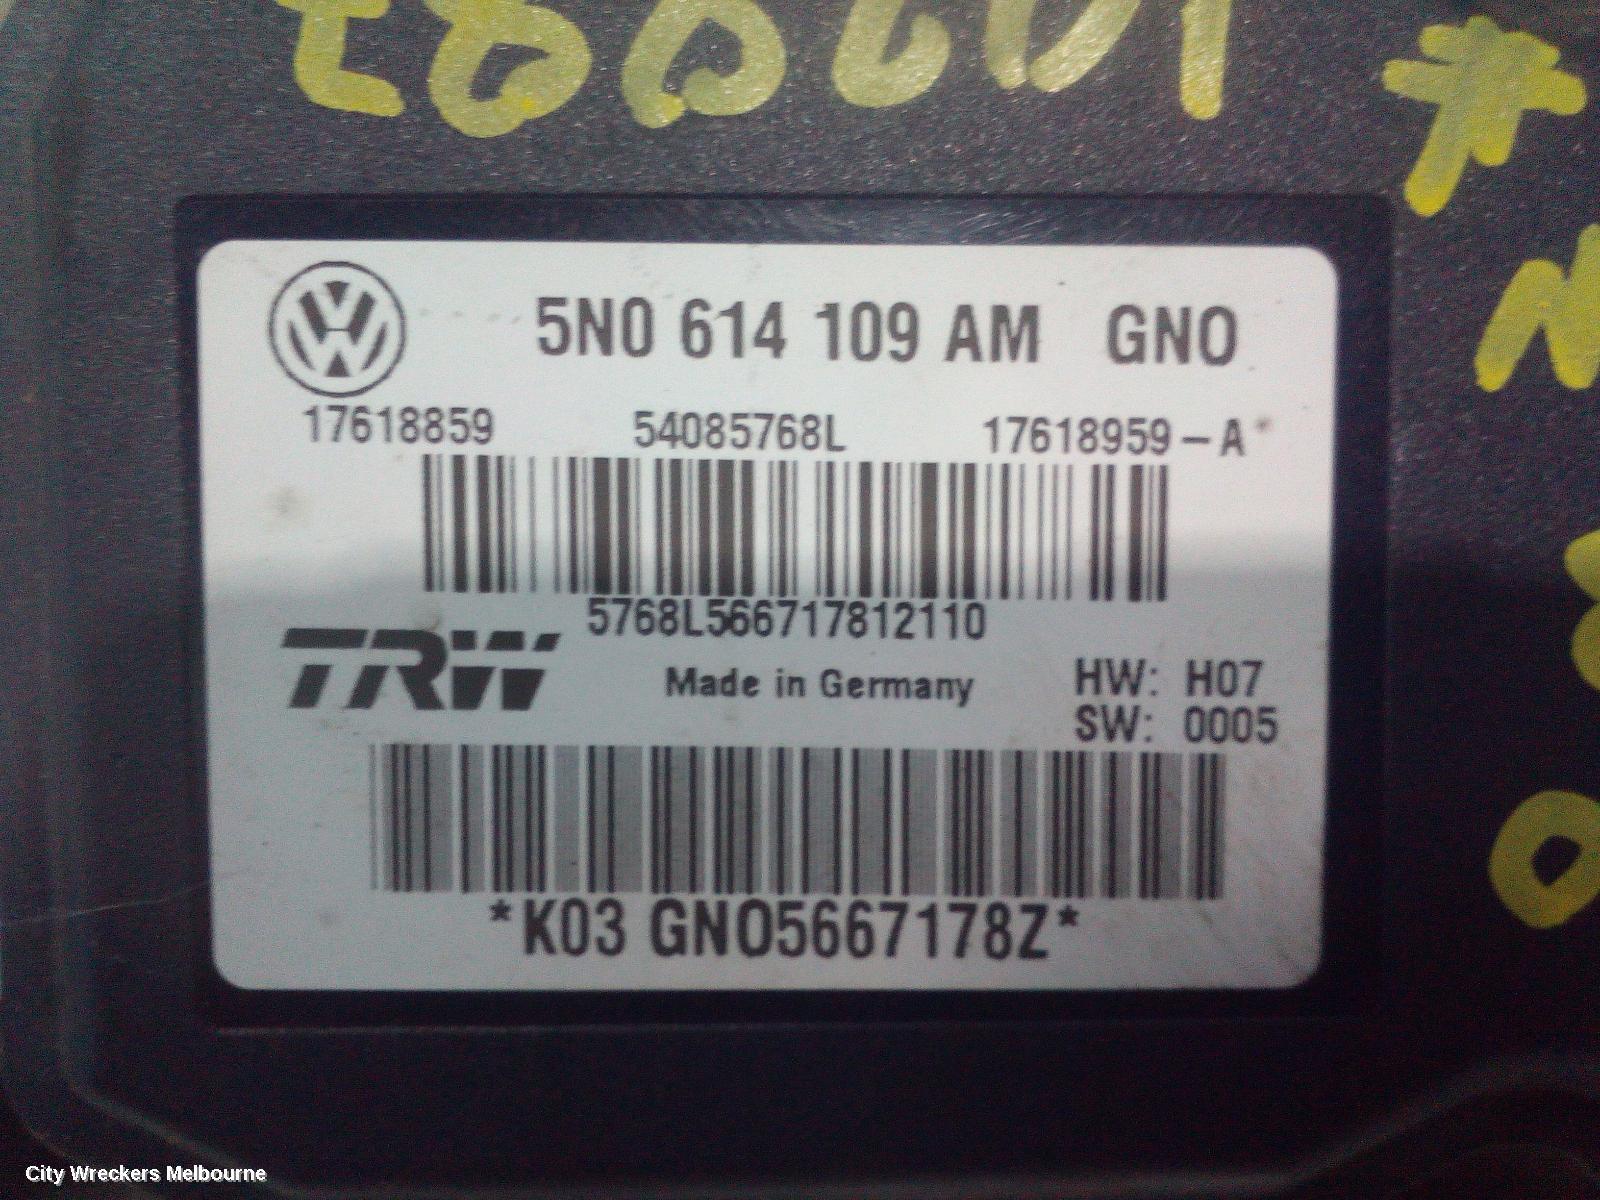 5N0 614 109 AM GNO
17618859 54085768L 17618959-A
5768L566717812110
TRW Made in Germany HW: H07
SW: 0005
*K03 GNO5667178Z*
City Wreckers Melbourne